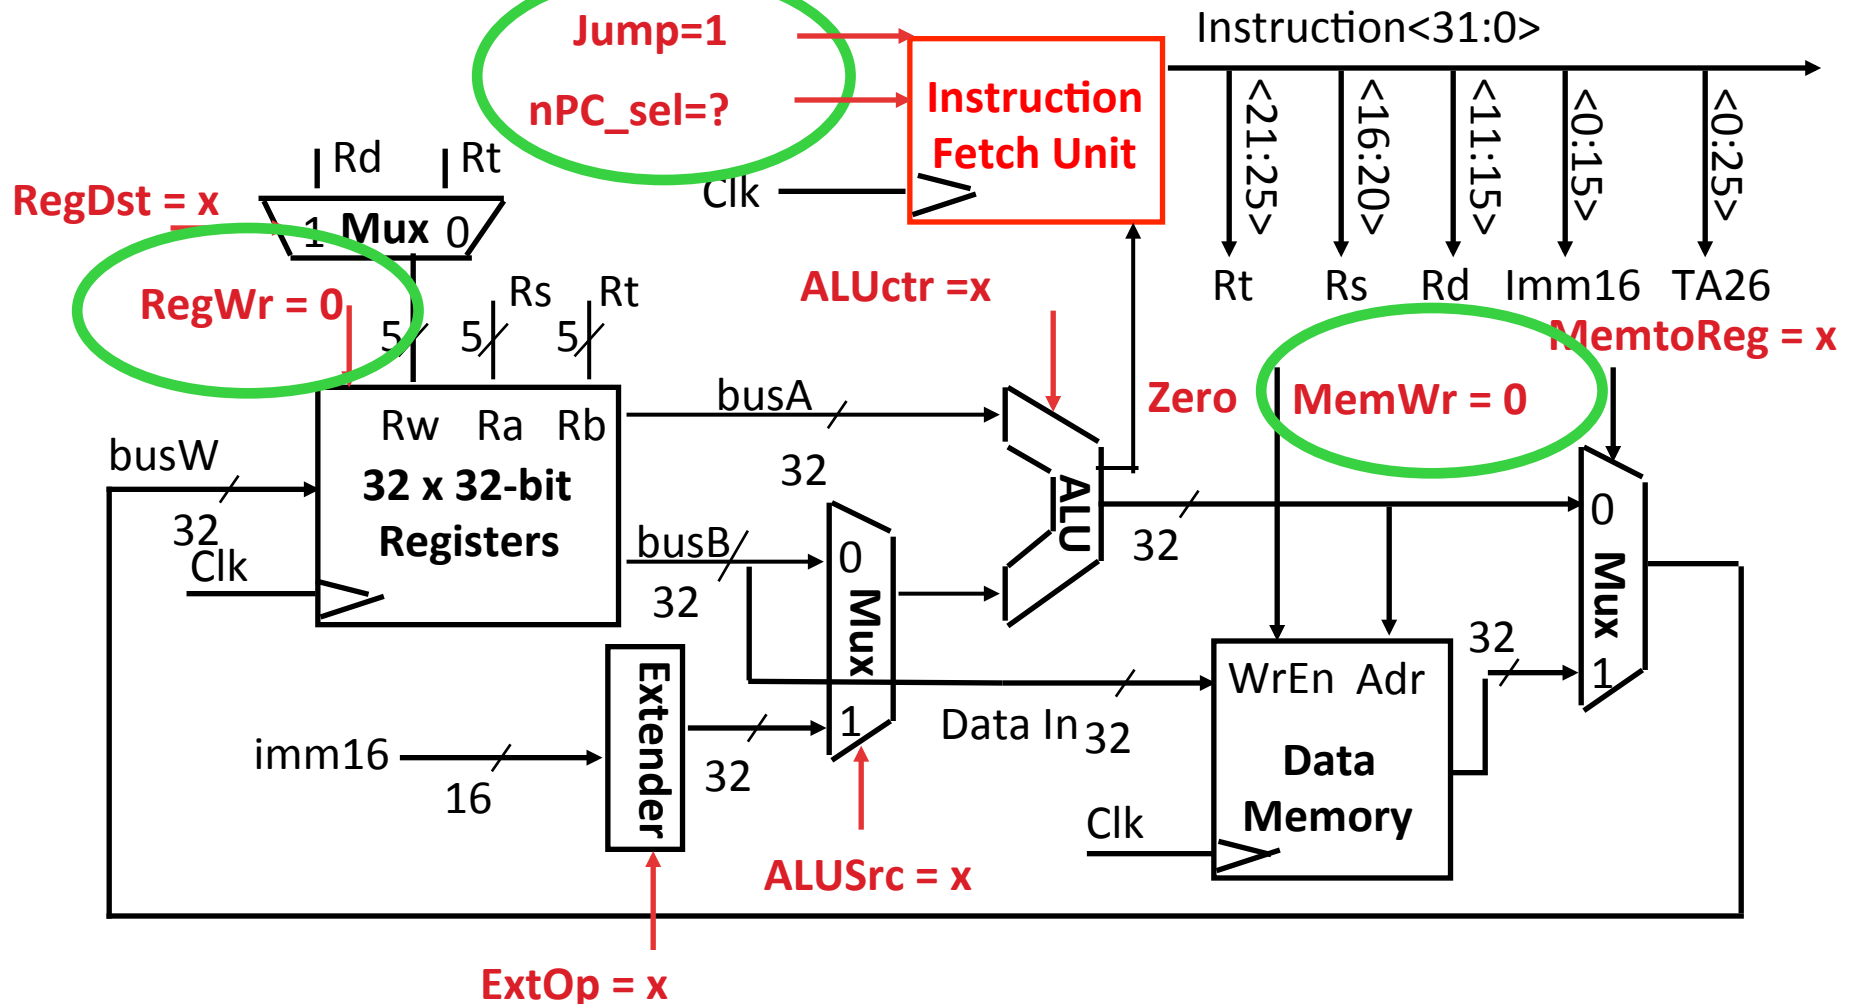 Jump=1
Instruction<31:0>
nPC_sel=?
Instruction
Fetch Unit
<21:25>
<16:20>
<11:15>
<0:15>
<0:25>
Rd
Rt
Clk
RegDst = x
1 Mux 0
Rt
Rs
Rd
Imm16
TA26
RegWr = 0
Rs
Rt
ALUctr =x
MemtoReg = x
5
5
5
busA
Zero
MemWr = 0
Rw Ra Rb
busW
32
32 x 32-bit
Registers
32
Clk
busB
32
0
Mux
1
ALU
32
0
Mux
1
Extender
imm16
16
32
Data In
32
WrEn Adr
32
Data
Memory
Clk
ALUSrc = x
ExtOp = x